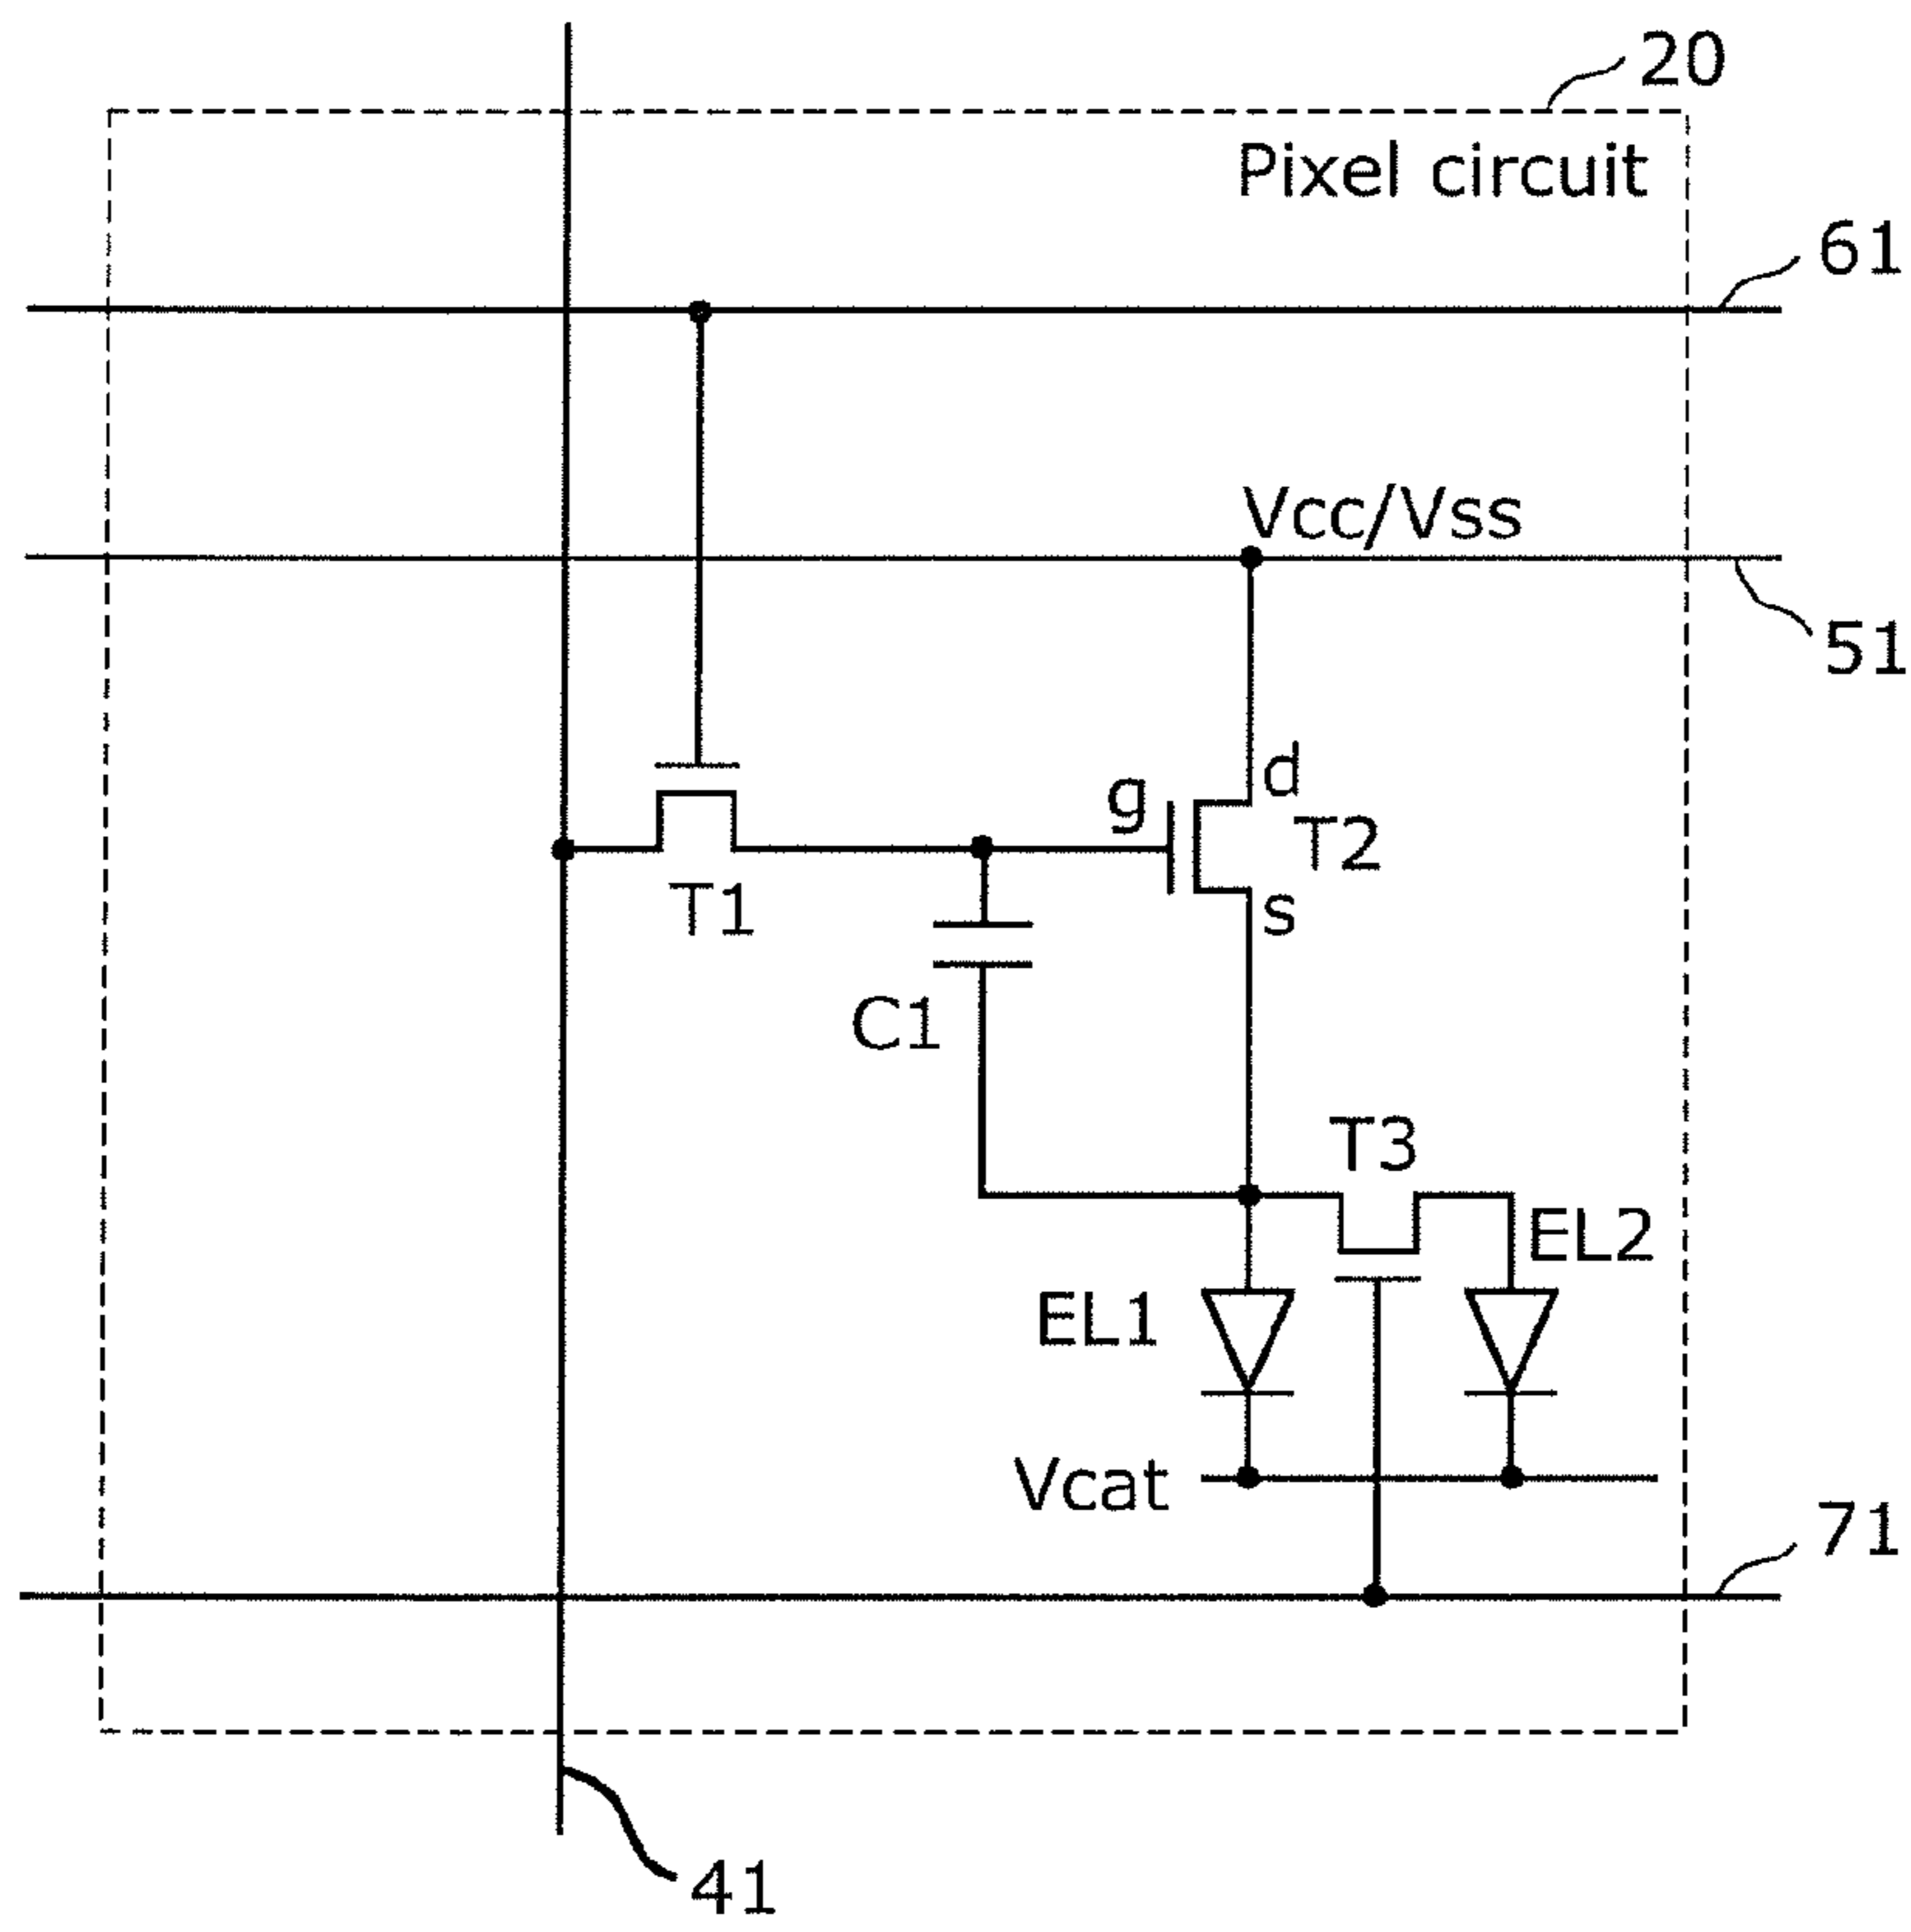 20
Pixel circuit
61
Vcc/Vss
51
d
g
T2
T1
s
C1
T3
EL2
EL1
Vcat
71
41